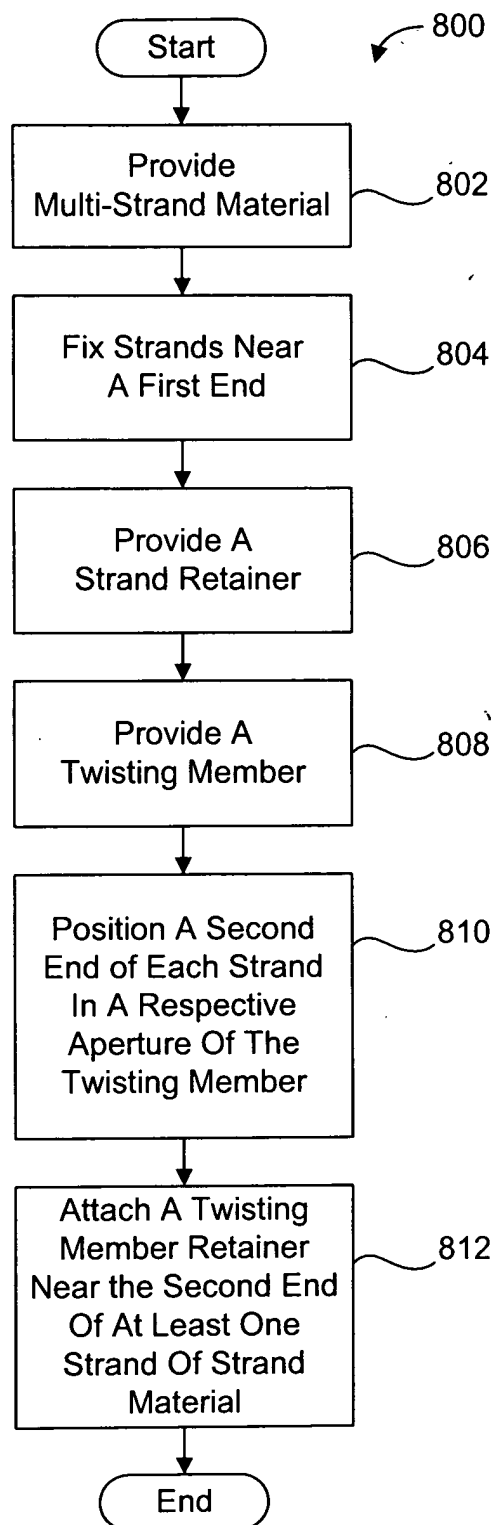 800
Start
Provide
Multi-Strand Material
802
Fix Strands Near
A First End
804
Provide A
Strand Retainer
806
Provide A
Twisting Member
808
Position A Second
End of Each Strand
In A Respective
Aperture Of The
Twisting Member
810
Attach A Twisting
Member Retainer
Near the Second End
Of At Least One
Strand Of Strand
Material
812
End